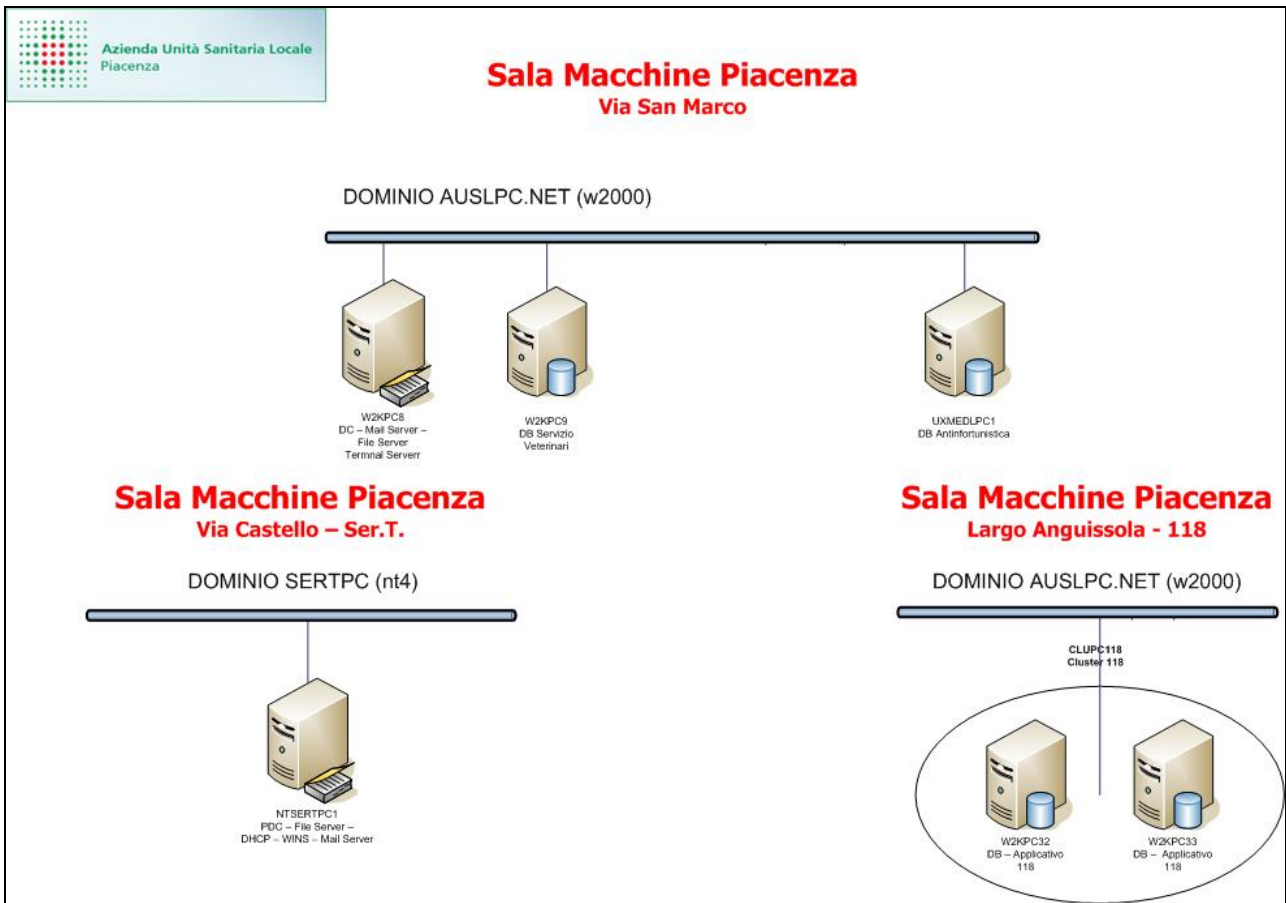 Azienda Unità Sanitaria Locale
Piacenza
Sala Macchine Piacenza
Via San Marco
DOMINIO AUSLPC.NET (w2000)
W2KPC8
DC – Mail Server –
File Server
Termnal Serverr
W2KPC9
DB Servizio
Veterinari
UXMEDLPC1
DB Antinfortunistica
Sala Macchine Piacenza
Via Castello – Ser.T.
DOMINIO SERTPC (nt4)
NTSERTPC1
PDC – File Server –
DHCP – WINS – Mail Server
Sala Macchine Piacenza
Largo Anguissola - 118
DOMINIO AUSLPC.NET (w2000)
CLUPC118
Cluster 118
W2KPC32
DB – Applicativo
118
W2KPC33
DB – Applicativo
118